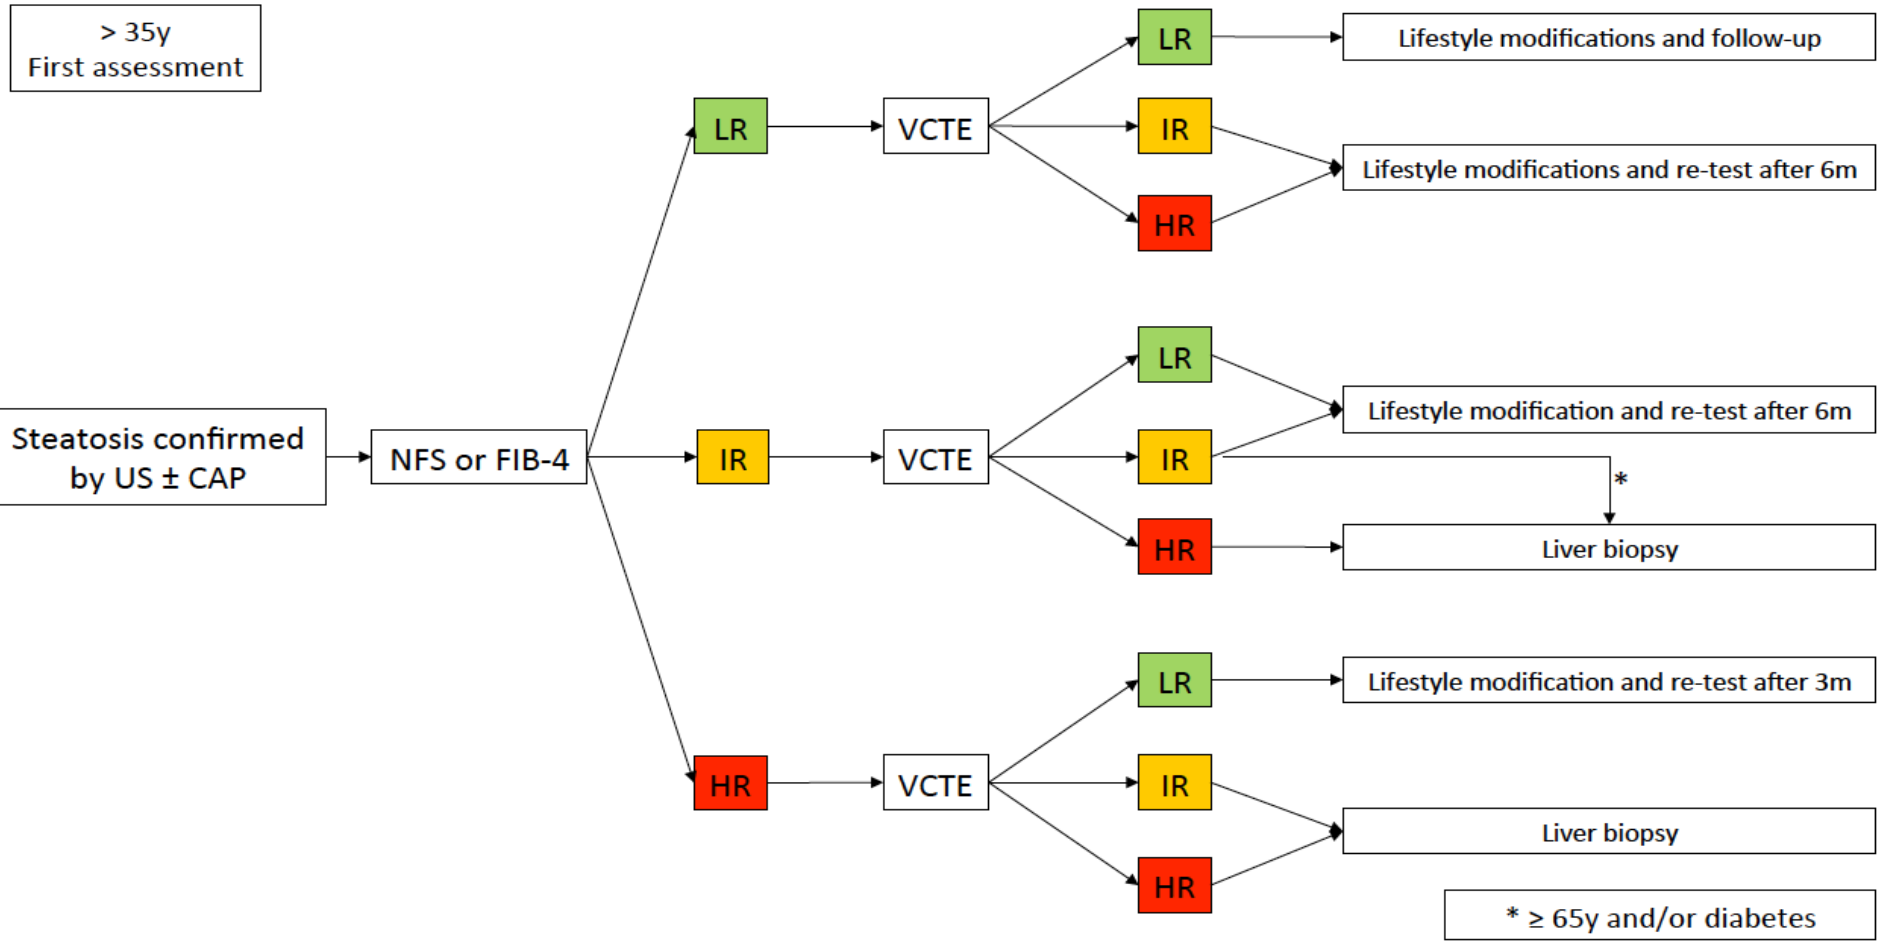 > 35y
First assessment
Steatosis confirmed
by US ± CAP
NFS or FIB-4
LR
VCTE
LR
Lifestyle modifications and follow-up
IR
HR
Lifestyle modifications and re-test after 6m
IR
VCTE
LR
IR
Lifestyle modification and re-test after 6m
*
HR
Liver biopsy
HR
VCTE
LR
Lifestyle modification and re-test after 3m
IR
HR
Liver biopsy
* ≥ 65y and/or diabetes